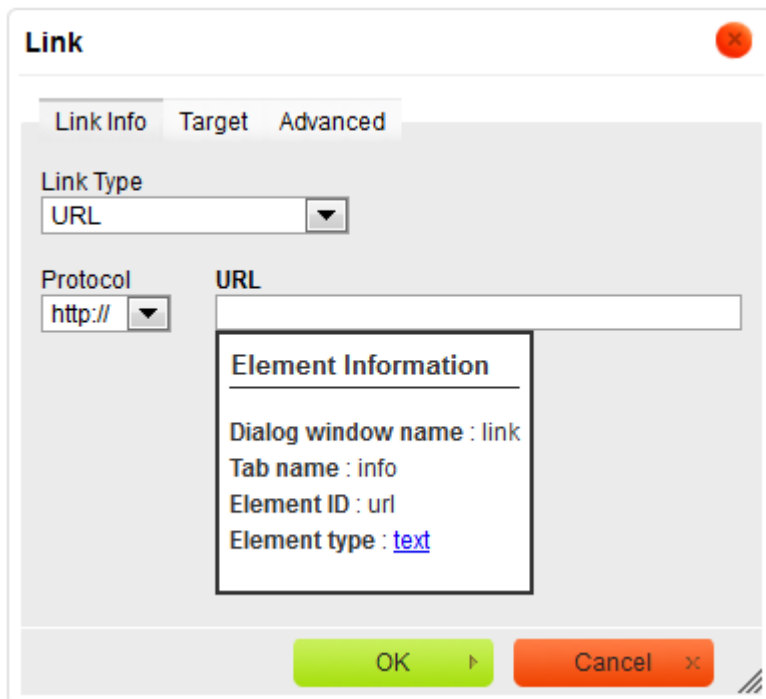 Link
Link Info Target Advanced
Link Type
URL
Protocol URL
http://
Element Information
Dialog window name : link
Tab name : info
Element ID : url
Element type : text
OK Cancel